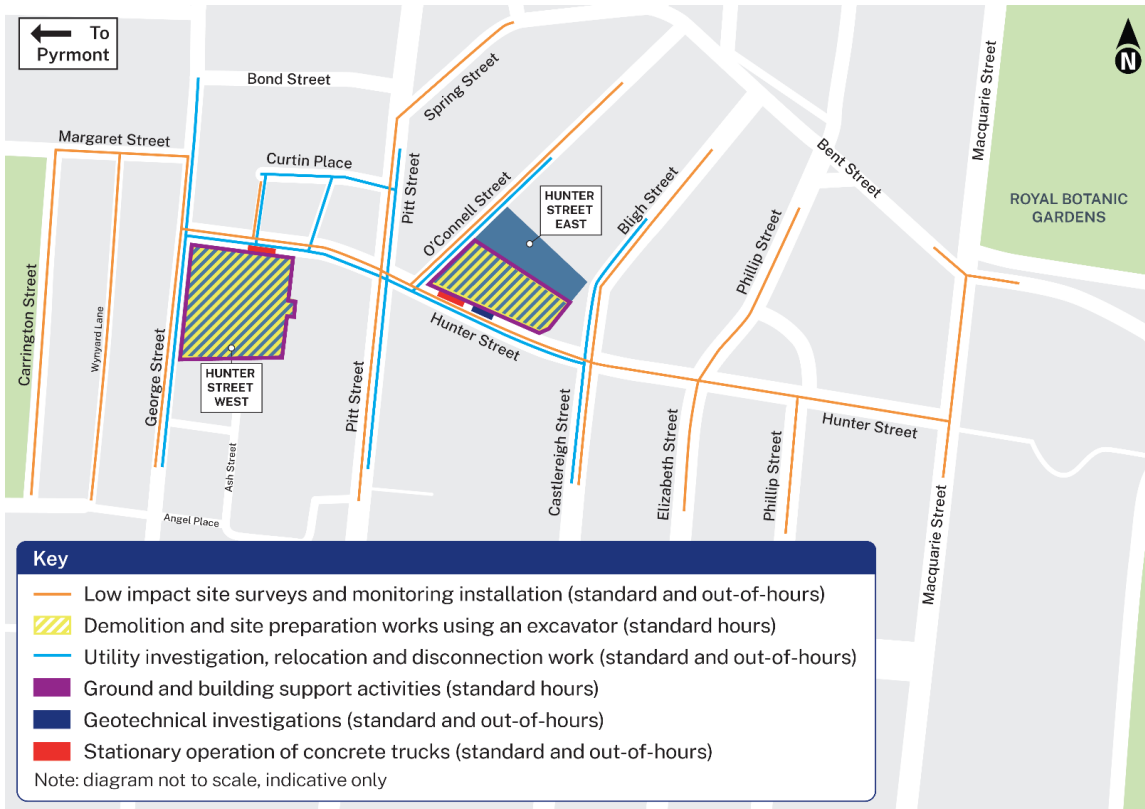 To
Pyrmont
N
Bond Street
Spring Street
Macquarie Street
Margaret Street
Curtin Place
Pitt Street
Bent Street
O'Connell Street
HUNTER
STREET
EAST
Bligh Street
ROYAL BOTANIC
GARDENS
Phillip Street
Carrington Street
Wynyard Lane
George Street
HUNTER
STREET
WEST
Hunter Street
Pitt Street
Castlereigh Street
Elizabeth Street
Phillip Street
Hunter Street
Ash Street
Angel Place
Macquarie Street
Key
Low impact site surveys and monitoring installation (standard and out-of-hours)
Demolition and site preparation works using an excavator (standard hours)
Utility investigation, relocation and disconnection work (standard and out-of-hours)
Ground and building support activities (standard hours)
Geotechnical investigations (standard and out-of-hours)
Stationary operation of concrete trucks (standard and out-of-hours)
Note: diagram not to scale, indicative only